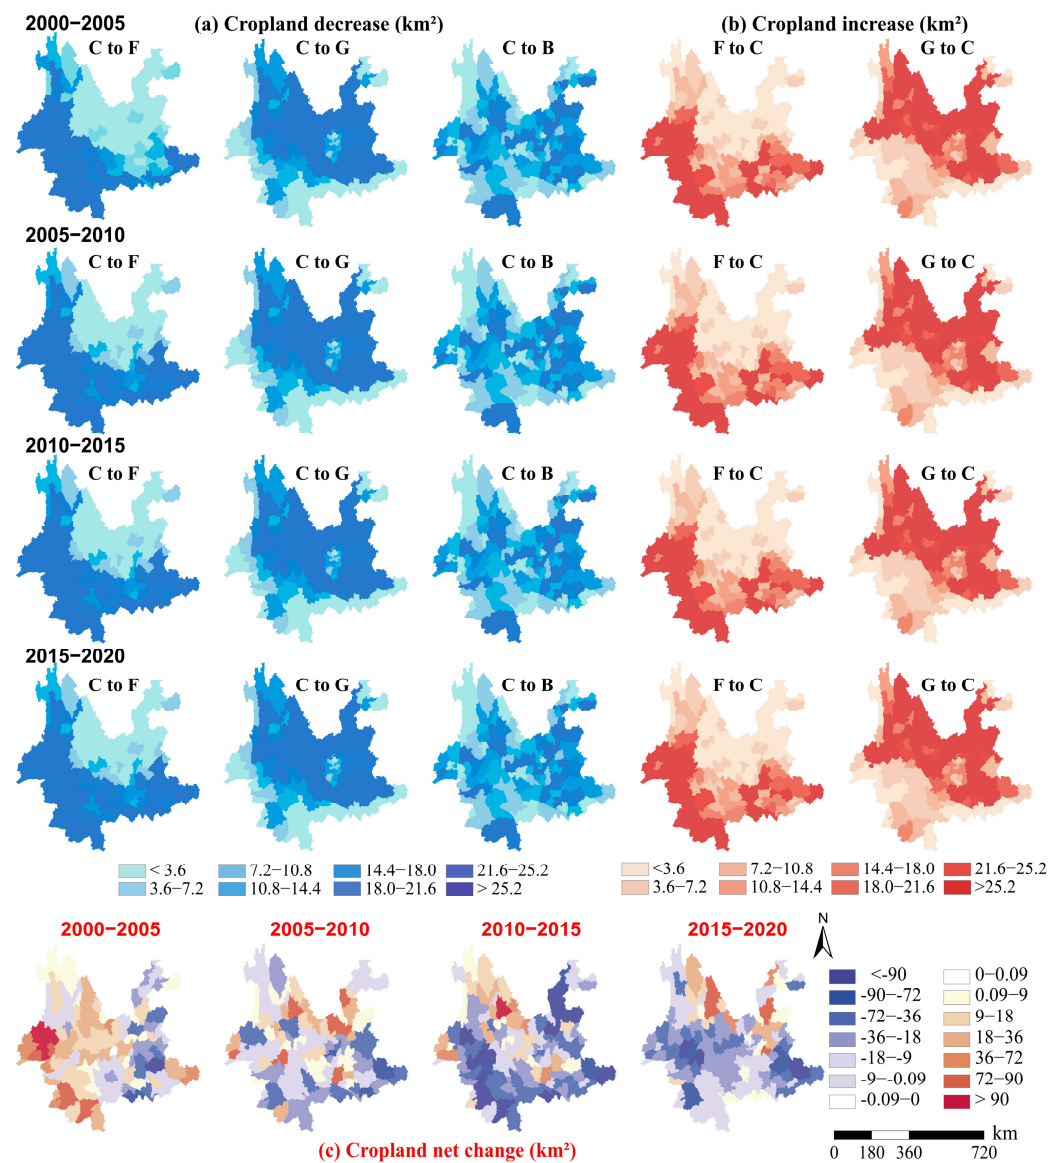 2000−2005 (a) Cropland decrease (km²) (b) Cropland increase (km²)
C to F C to G C to B F to C G to C
2005−2010
C to F C to G C to B F to C G to C
2010−2015
C to F C to G C to B F to C G to C
2015−2020
C to F C to G C to B F to C G to C
< 3.6 7.2−10.8 14.4−18.0 21.6−25.2 <3.6 7.2−10.8 14.4−18.0 21.6−25.2
3.6−7.2 10.8−14.4 18.0−21.6 > 25.2 3.6−7.2 10.8−14.4 18.0−21.6 >25.2
2000−2005 2005−2010 2010−2015 2015−2020 N
<-90 0−0.09
-90−-72 0.09−9
-72−-36 9−18
-36−-18 18−36
-18−-9 36−72
-9−-0.09 72−90
-0.09−0 > 90
km
0 180 360 720
(c) Cropland net change (km²)